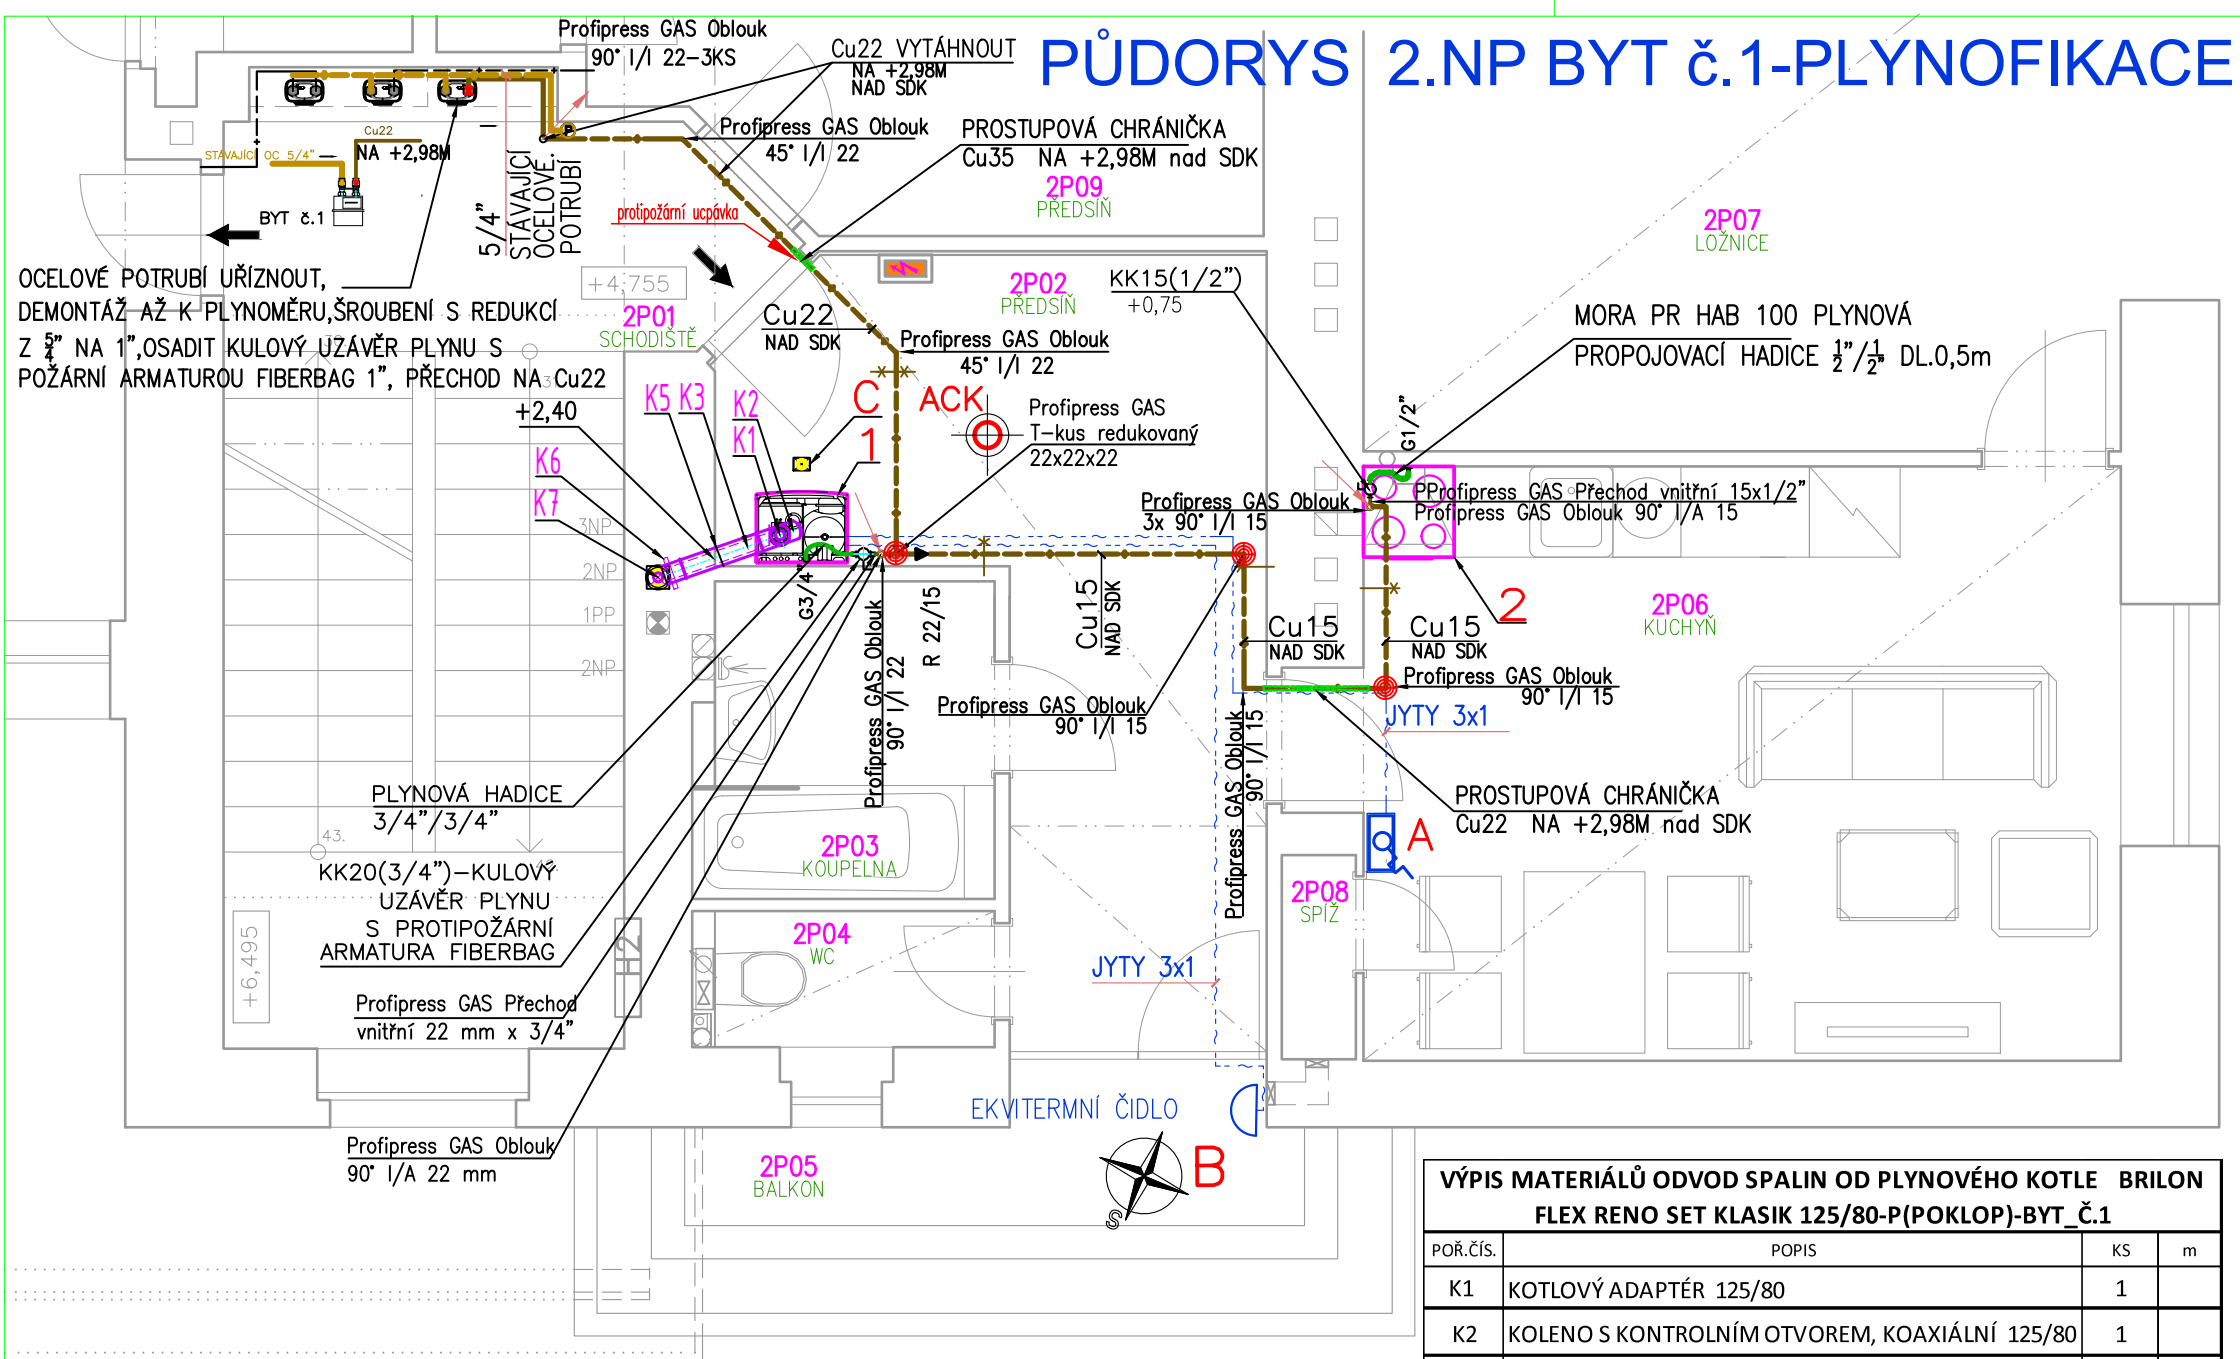 PŮDORYS 2.NP BYT č.1-PLYNOFIKACE
Profipress GAS Oblouk
90° I/I 22-3KS
Cu22 VYTÁHNOUT
NA +2,98M
NAD SDK
Profipress GAS Oblouk
45° I/I 22
PROSTUPOVÁ CHRÁNIČKA
Cu35 NA +2,98M nad SDK
2P09
PŘEDSÍŇ
2P07
LOŽNICE
Cu22
STÁVAJÍCÍ OC 5/4"
NA +2,98M
BYT č.1
P
5/4"
STÁVAJÍCÍ
OCELOVÉ.
POTRUBÍ
protipožární ucpávka
OCELOVÉ POTRUBÍ UŘÍZNOUT,
DEMONTÁŽ AŽ K PLYNOMĚRU,ŠROUBENÍ S REDUKCÍ
Z 5/4" NA 1",OSADIT KULOVÝ UZÁVĚR PLYNU S
POŽÁRNÍ ARMATUROU FIBERBAG 1", PŘECHOD NA Cu22
+4,755
2P01
SCHODIŠTĚ
Cu22
NAD SDK
2P02
PŘEDSÍŇ
KK15(1/2")
+0,75
MORA PR HAB 100 PLYNOVÁ
PROPOJOVACÍ HADICE 1/2"/1/2" DL.0,5m
Profipress GAS Oblouk
45° I/I 22
+2,40
K5
K3
K2
K1
K6
K7
C
1
ACK
Profipress GAS
T-kus redukovaný
22x22x22
G1/2"
Profipress GAS Oblouk
3x 90° I/I 15
PProfipress GAS Přechod vnitřní 15x1/2"
Profipress GAS Oblouk 90° I/A 15
3NP
2NP
1PP
2NP
G3/4"
Profipress GAS Oblouk
90° I/I 22
R 22/15
Cu15
NAD SDK
Cu15
NAD SDK
Cu15
NAD SDK
2
2P06
KUCHYŇ
Profipress GAS Oblouk
90° I/I 15
Profipress GAS Oblouk
90° I/I 15
Profipress GAS Oblouk
90° I/I 15
JYTY 3x1
PLYNOVÁ HADICE
3/4"/3/4"
PROSTUPOVÁ CHRÁNIČKA
Cu22 NA +2,98M nad SDK
A
43.
2P03
KOUPELNA
KK20(3/4")-KULOVÝ
UZÁVĚR PLYNU
S PROTIPOŽÁRNÍ
ARMATURA FIBERBAG
2P08
SPÍŽ
+6,495
H2
2P04
WC
JYTY 3x1
Profipress GAS Přechod
vnitřní 22 mm x 3/4"
EKVITERMNÍ ČIDLO
Profipress GAS Oblouk
90° I/A 22 mm
2P05
BALKON
B
S
VÝPIS MATERIÁLŮ ODVOD SPALIN OD PLYNOVÉHO KOTLE BRILON
FLEX RENO SET KLASIK 125/80-P(POKLOP)-BYT_Č.1
POŘ.ČÍS. POPIS KS m
K1 KOTLOVÝ ADAPTÉR 125/80 1
K2 KOLENO S KONTROLNÍM OTVOREM, KOAXIÁLNÍ 125/80 1